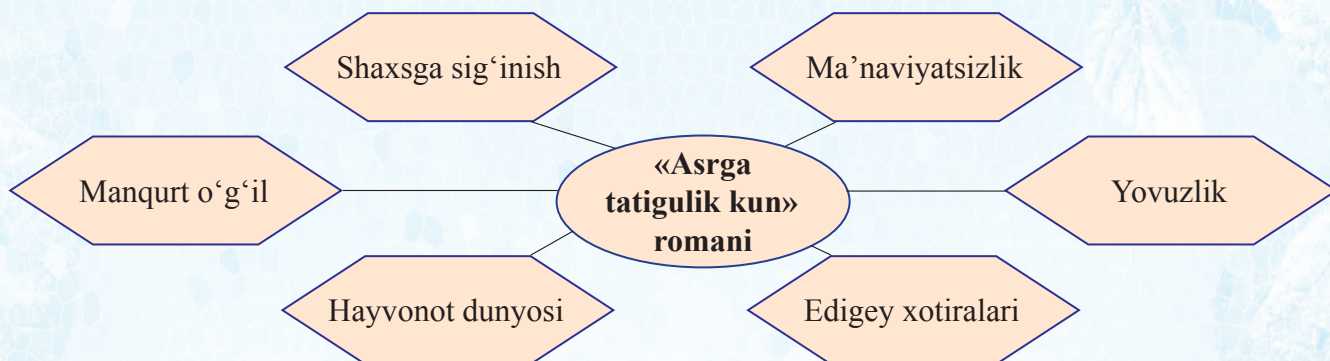 Shaxsga sig‘inish
Ma’naviyatsizlik
Manqurt o‘g‘il
«Asrga
tatigulik kun»
romani
Yovuzlik
Hayvonot dunyosi
Edigey xotiralari